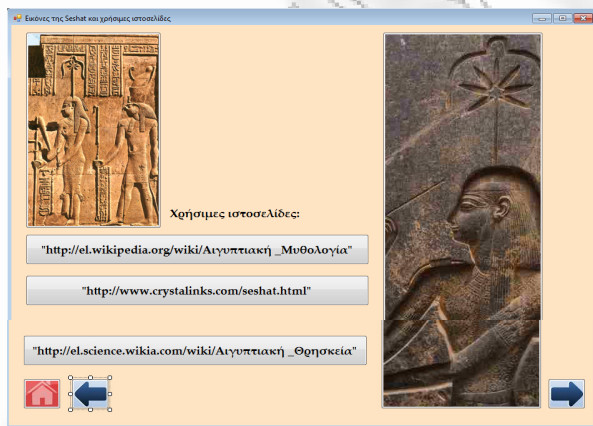 Εικόνες της Seshat και χρήσιμες ιστοσελίδες
Χρήσιμες ιστοσελίδες:
"http://el.wikipedia.org/wiki/Αιγυπτιακή _Μυθολογία"
"http://www.crystalinks.com/seshat.html"
"http://el.science.wikia.com/wiki/Αιγυπτιακή _Θρησκεία"